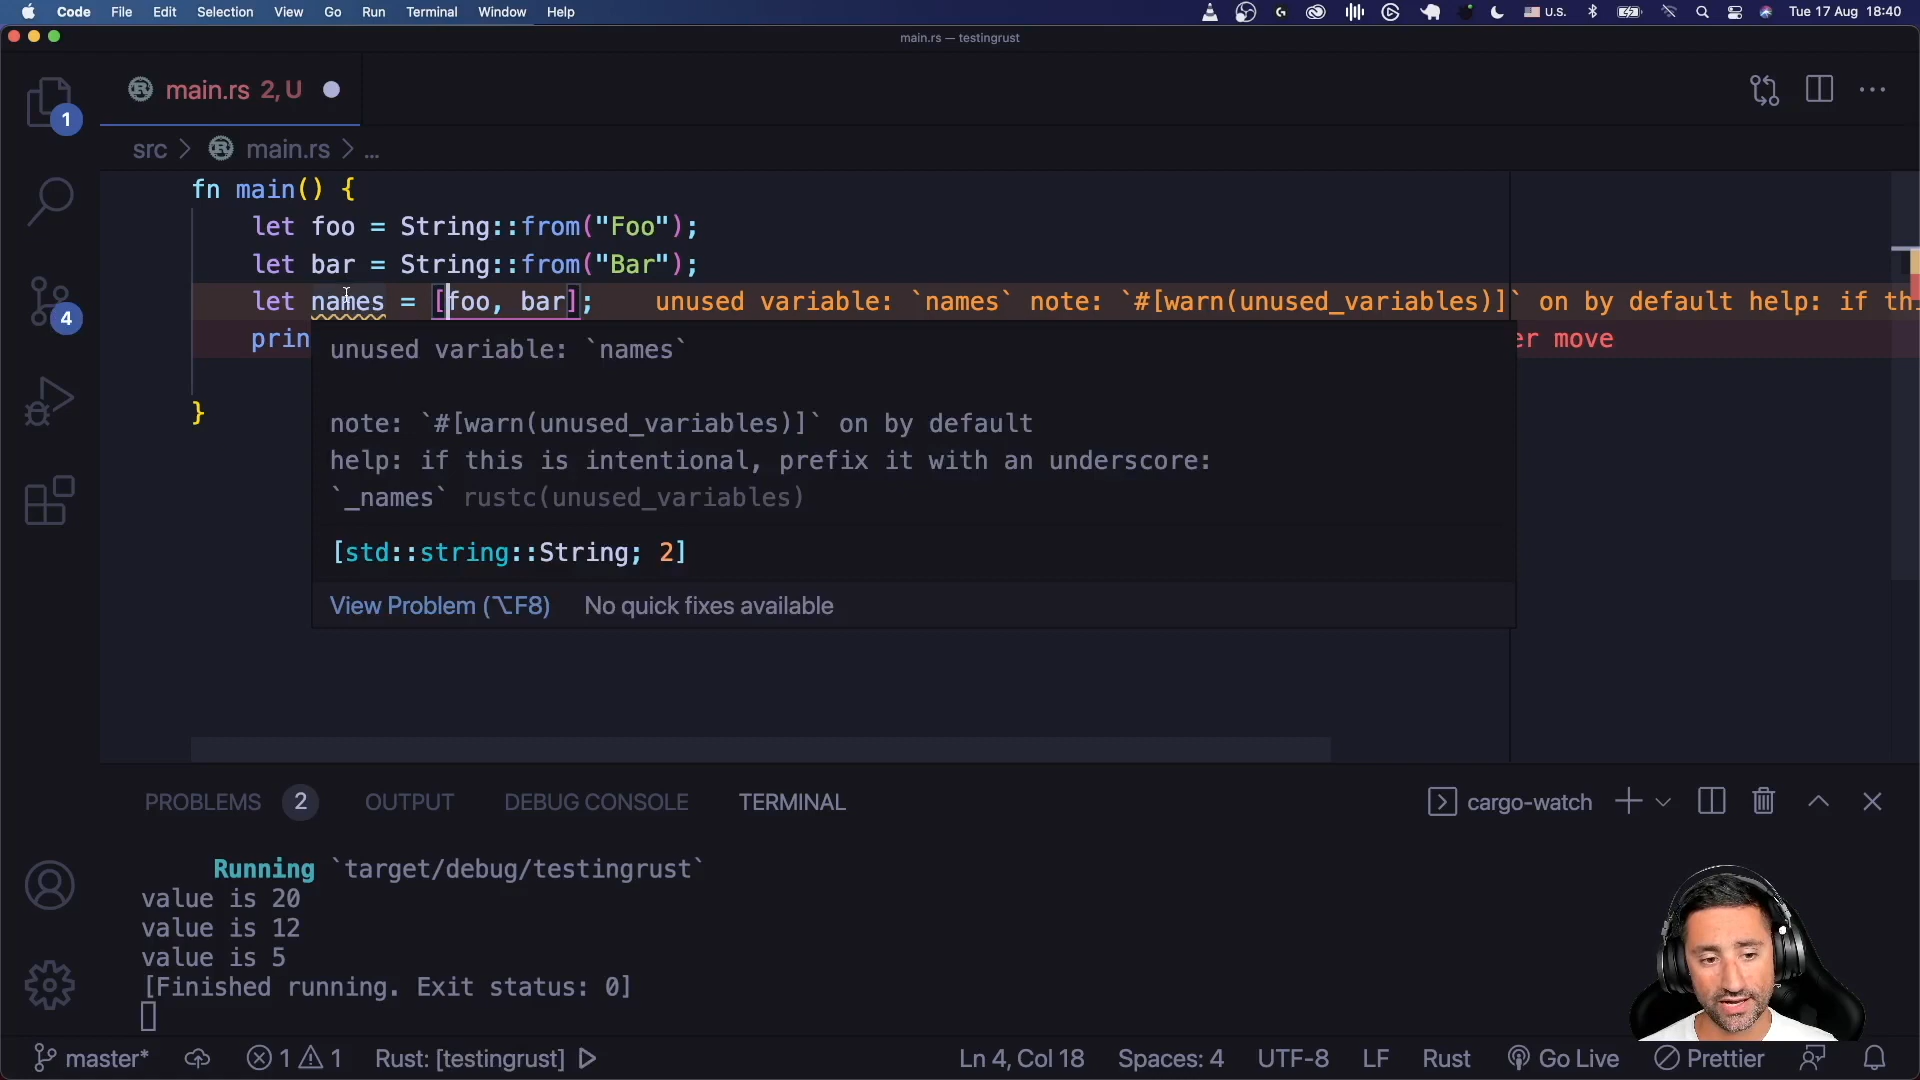 Code File Edit Selection View Go Run Terminal Window Help U.S. Tue 17 Aug 18:40
main.rs — testingrust
main.rs 2, U
1
src > main.rs > ...
fn main() {
let foo = String::from("Foo");
let bar = String::from("Bar");
let names = [foo, bar]; unused variable: `names` note: `#[warn(unused_variables)]` on by default help: if thi
prin er move
unused variable: `names`
}
note: `#[warn(unused_variables)]` on by default
help: if this is intentional, prefix it with an underscore:
`_names` rustc(unused_variables)
[std::string::String; 2]
View Problem (⌥F8) No quick fixes available
4
PROBLEMS 2 OUTPUT DEBUG CONSOLE TERMINAL cargo-watch
Running `target/debug/testingrust`
value is 20
value is 12
value is 5
[Finished running. Exit status: 0]
master* 1 1 Rust: [testingrust] Ln 4, Col 18 Spaces: 4 UTF-8 LF Rust Go Live Prettier